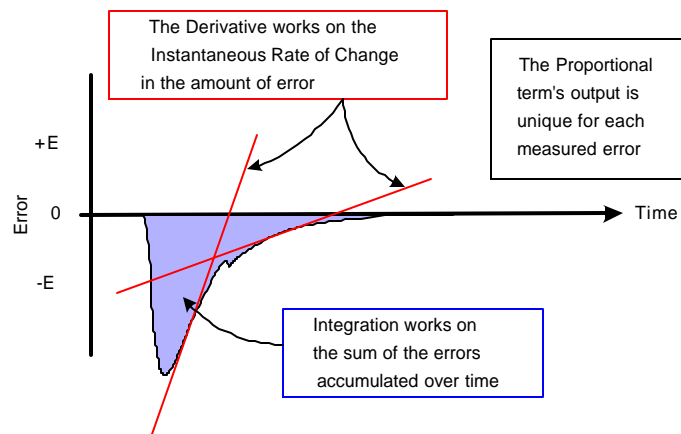 The Derivative works on the
Instantaneous Rate of Change
in the amount of error
The Proportional
term's output is
unique for each
measured error
+E
Error
0
Time
-E
Integration works on
the sum of the errors
accumulated over time